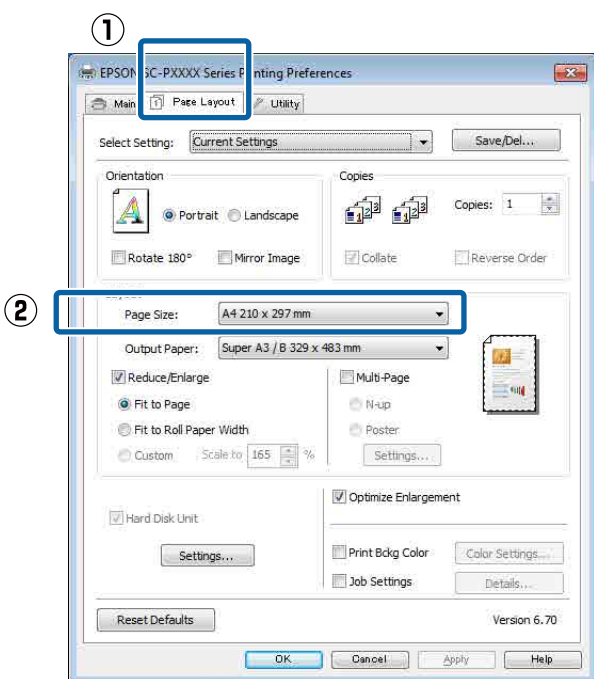 ①
EPSON SC-PXXXX Series Printing Preferences
Main Page Layout Utility
Select Setting: Current Settings Save/Del...
Orientation Copies
Portrait Landscape Copies: 1
Rotate 180° Mirror Image Collate Reverse Order
②
Page Size: A4 210 x 297 mm
Output Paper: Super A3 / B 329 x 483 mm
Reduce/Enlarge Multi-Page
Fit to Page N-up
Fit to Roll Paper Width Poster
Custom Scale to 165 % Settings...
Optimize Enlargement
Hard Disk Unit
Settings... Print Bckg Color Color Settings...
Job Settings Details...
Reset Defaults Version 6.70
OK Cancel Apply Help